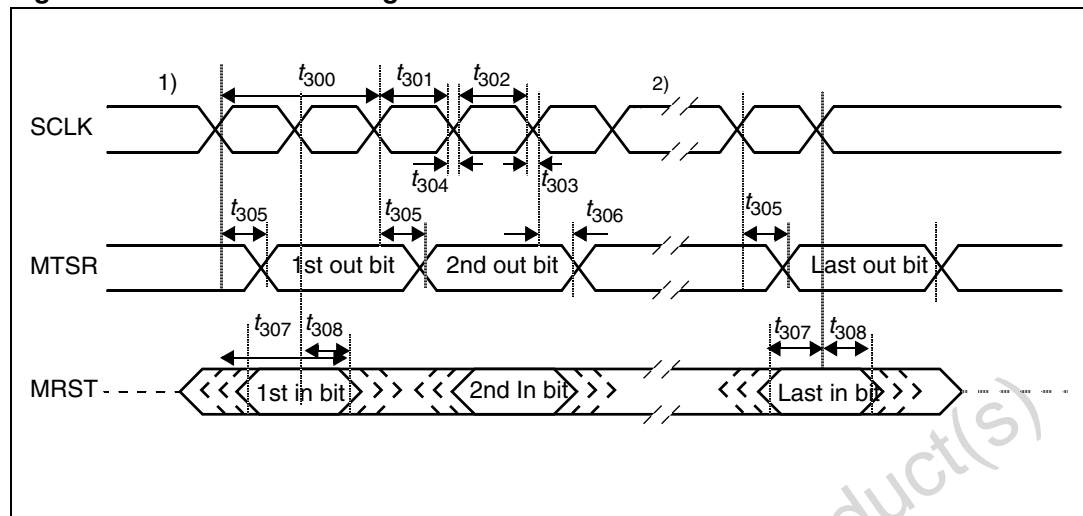 1)
t300
t301
t302
2)
SCLK
t304
t303
t305
t305
t306
t305
MTSR
1st out bit
2nd out bit
Last out bit
t307
t308
t307
t308
MRST
1st in bit
2nd In bit
Last in bit
duct(s)